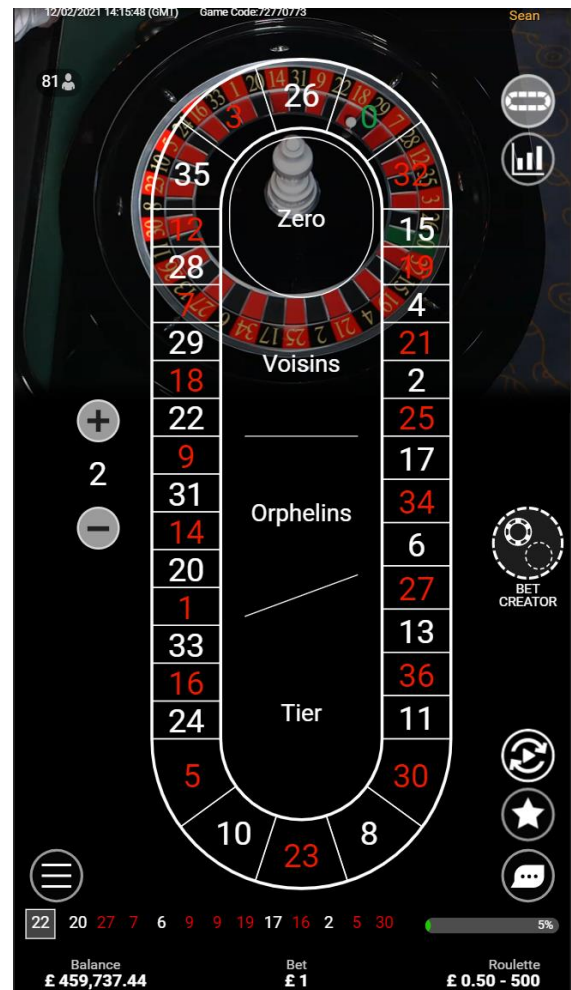 12/02/2021 14:15:48 (GMT) Game Code:72770773
Sean
81
26
3 0
35 32
Zero
12 15
28 19
7 4
29 21
Voisins
18 2
22 25
9 17
2
31 34
Orphelins
14 6
20 27
BET
CREATOR
1 13
33
16 36
Tier
24 11
5 30
10 8
23
22 20 27 7 6 9 9 19 17 16 2 5 30 5%
Balance Bet Roulette
£ 459,737.44 £ 1 £ 0.50 - 500